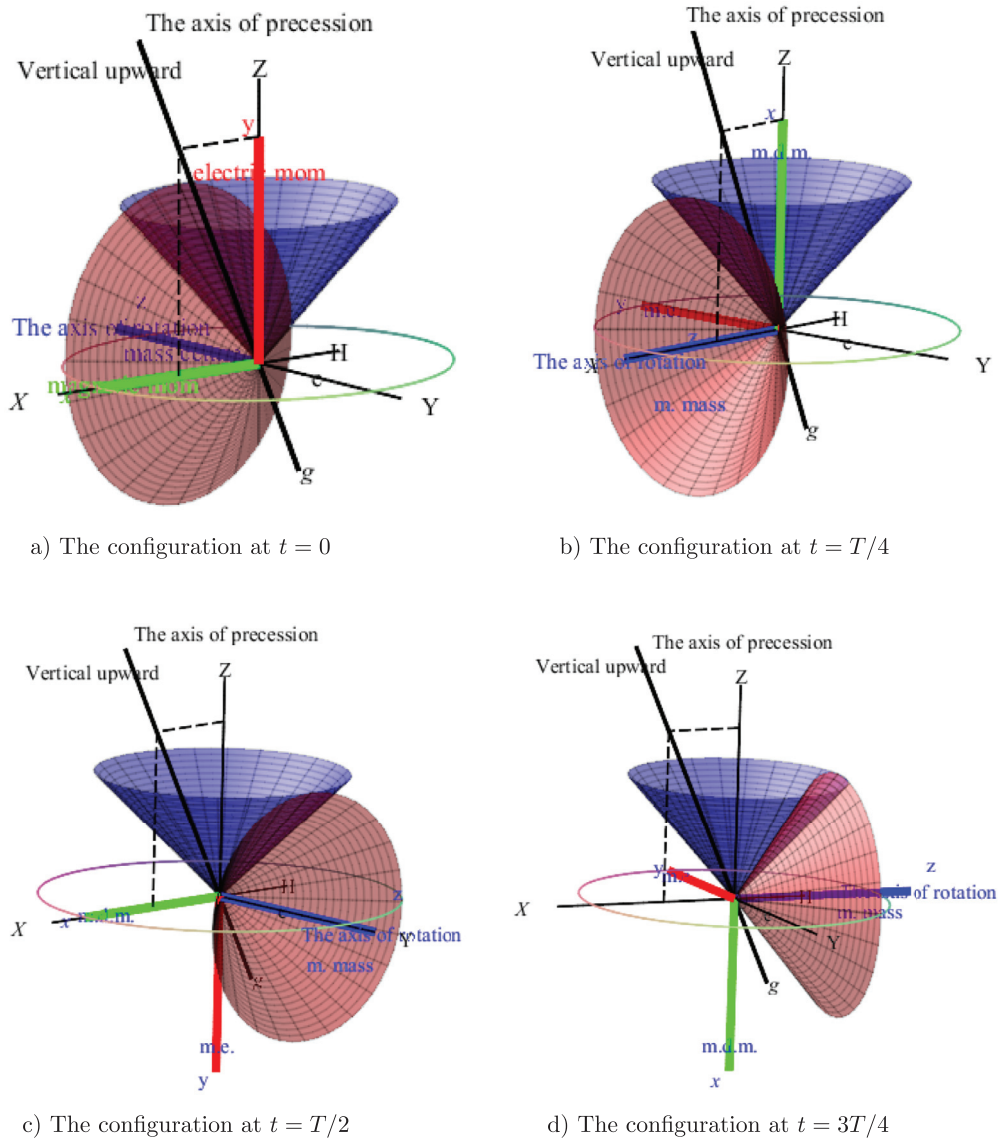 The axis of precession
Vertical upward
Z
y
electric mom
z
The axis of rotation
mass cen
H
c
X
x
Y
g
a) The configuration at t = 0
The axis of precession
Vertical upward
Z
x
m.d.m.
y
m.e
H
z
c
The axis of rotation
X
Y
m. mass
g
b) The configuration at t = T/4
The axis of precession
Vertical upward
Z
H
z
c
x
m.d.m.
X
The axis of rotation
Y
m. mass
g
m.e.
y
c) The configuration at t = T/2
The axis of precession
Vertical upward
Z
y
z
H
The axis of rotation
X
c
m. mass
Y
g
m.d.m.
x
d) The configuration at t = 3T/4